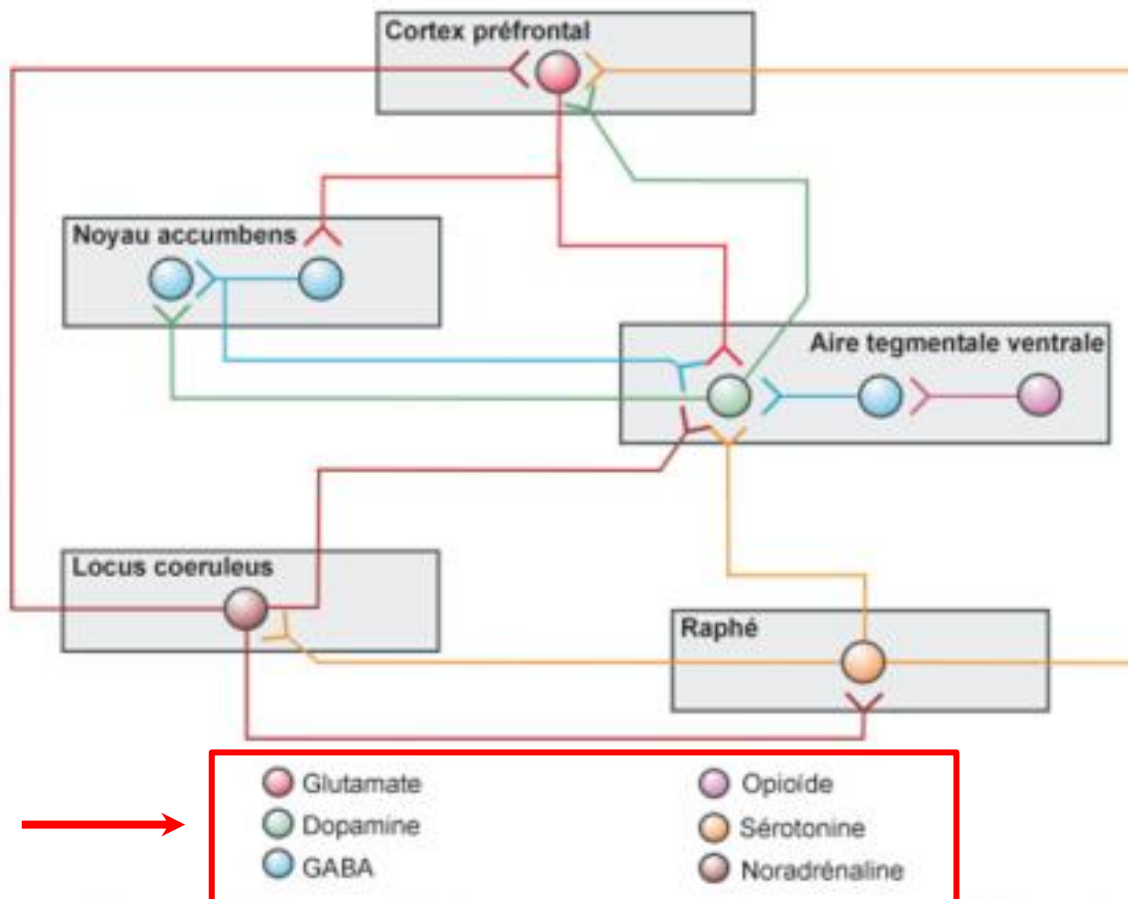 Cortex préfrontal
Noyau accumbens
Aire tegmentale ventrale
Locus coeruleus
Raphé
Glutamate
Dopamine
GABA
Opioïde
Sérotonine
Noradrénaline